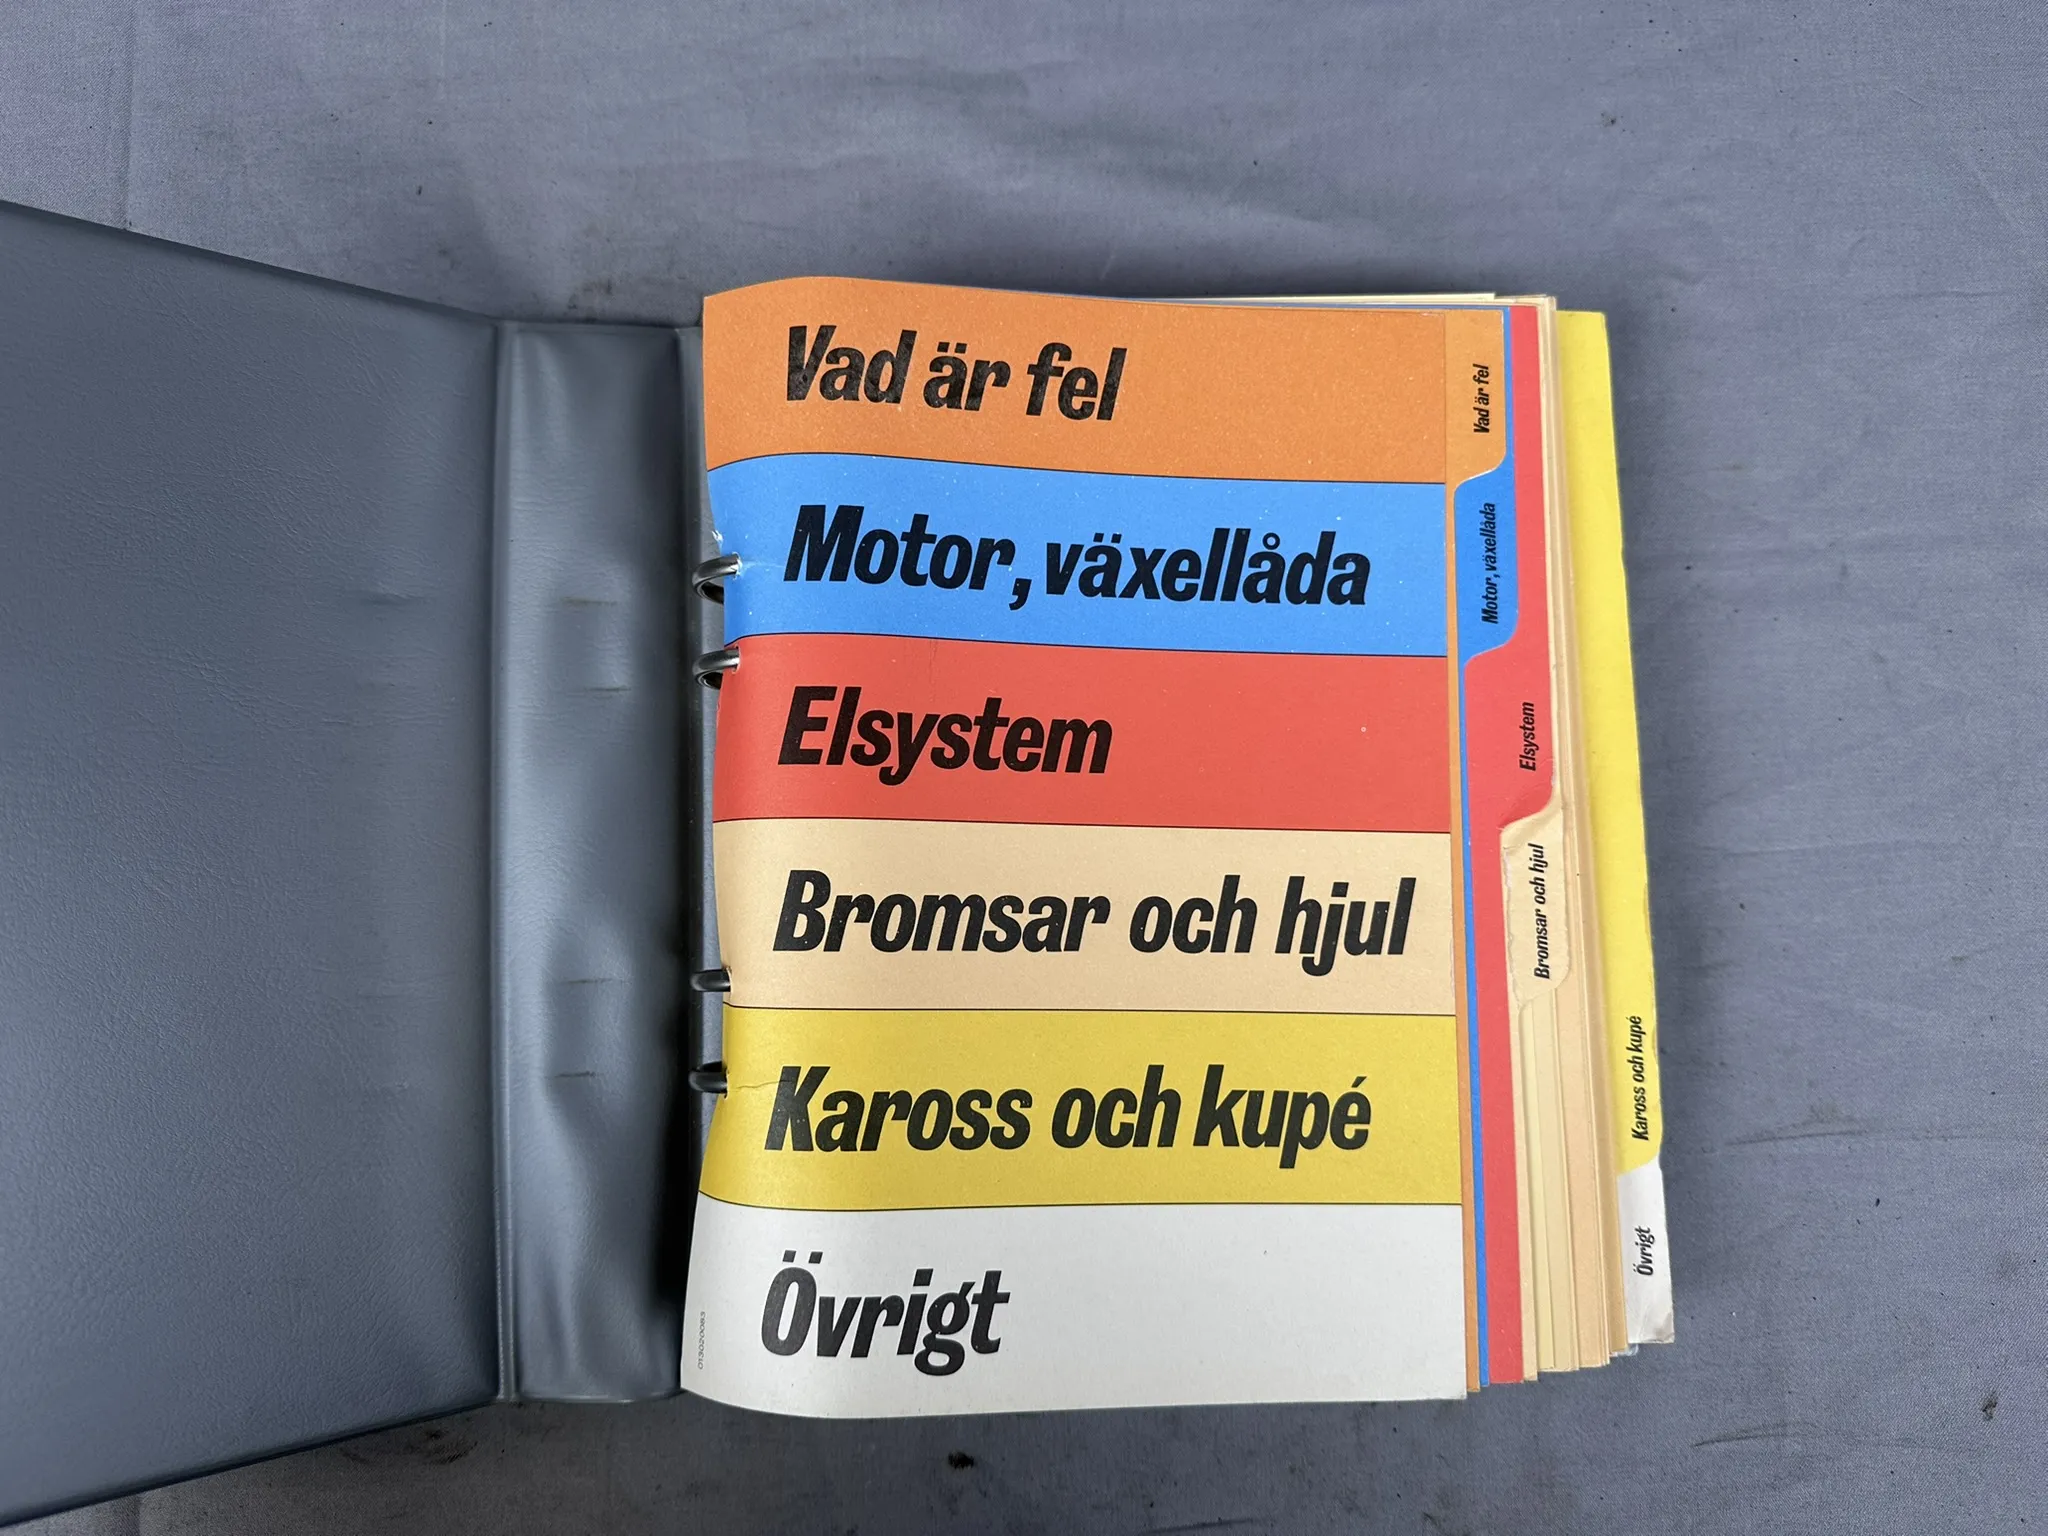 Vad är fel
Motor, växellåda
Elsystem
Bromsar och hjul
Kaross och kupé
Övrigt
Vad är fel
Motor, växellåda
Elsystem
Bromsar och hjul
Kaross och kupé
Övrigt